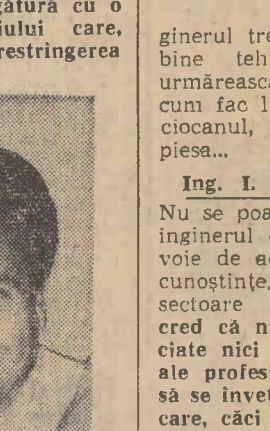 gătură cu o
iului care,
restringerea
ginerul tre
bine teh
urmărească
cum fac l
ciocanul,
piesa...
Ing. I.
Nu se poa
inginerul
voie de
cunoştinţe.
sectoare
cred că n
ciate nici
ale profes
să se înveţ
care, căci